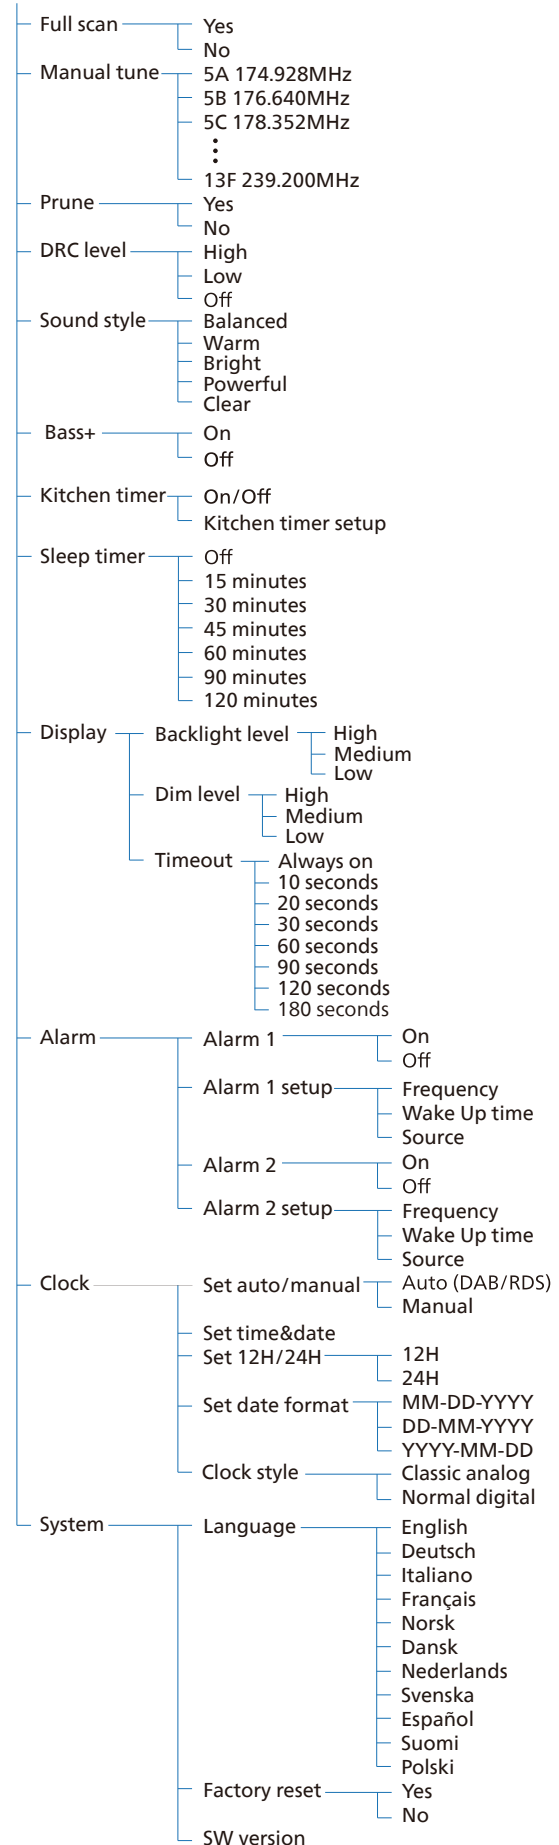 Full scan Yes
No
Manual tune 5A 174.928MHz
5B 176.640MHz
5C 178.352MHz
⋮
13F 239.200MHz
Prune Yes
No
DRC level High
Low
Off
Sound style Balanced
Warm
Bright
Powerful
Clear
Bass+ On
Off
Kitchen timer On/Off
Kitchen timer setup
Sleep timer Off
15 minutes
30 minutes
45 minutes
60 minutes
90 minutes
120 minutes
Display Backlight level High
Medium
Low
Dim level High
Medium
Low
Timeout Always on
10 seconds
20 seconds
30 seconds
60 seconds
90 seconds
120 seconds
180 seconds
Alarm Alarm 1 On
Off
Alarm 1 setup Frequency
Wake Up time
Source
Alarm 2 On
Off
Alarm 2 setup Frequency
Wake Up time
Source
Clock Set auto/manual Auto (DAB/RDS)
Manual
Set time&date
Set 12H/24H 12H
24H
Set date format MM-DD-YYYY
DD-MM-YYYY
YYYY-MM-DD
Clock style Classic analog
Normal digital
System Language English
Deutsch
Italiano
Français
Norsk
Dansk
Nederlands
Svenska
Español
Suomi
Polski
Factory reset Yes
No
SW version